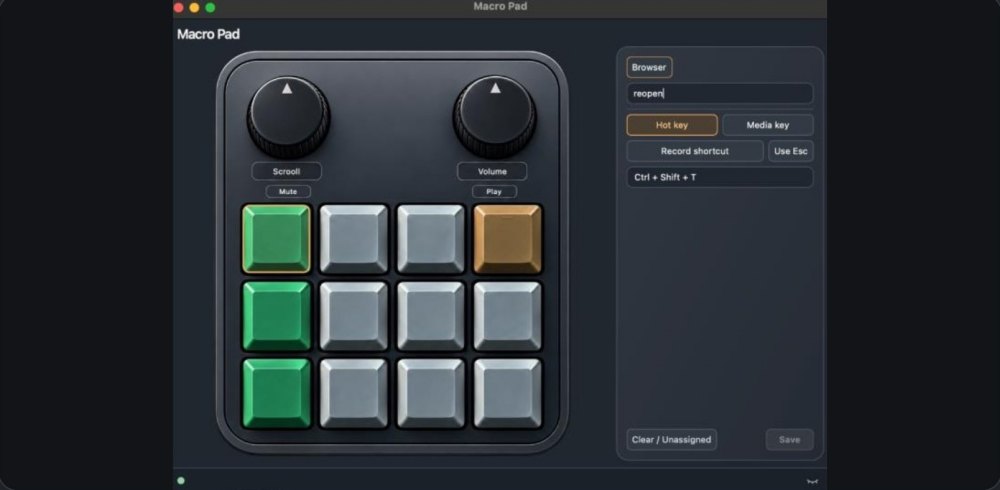 Macro Pad
Macro Pad
Browser
reopen
Hot key
Media key
Record shortcut
Use Esc
Ctrl + Shift + T
Scrooll
Volume
Mute
Play
Clear / Unassigned
Save